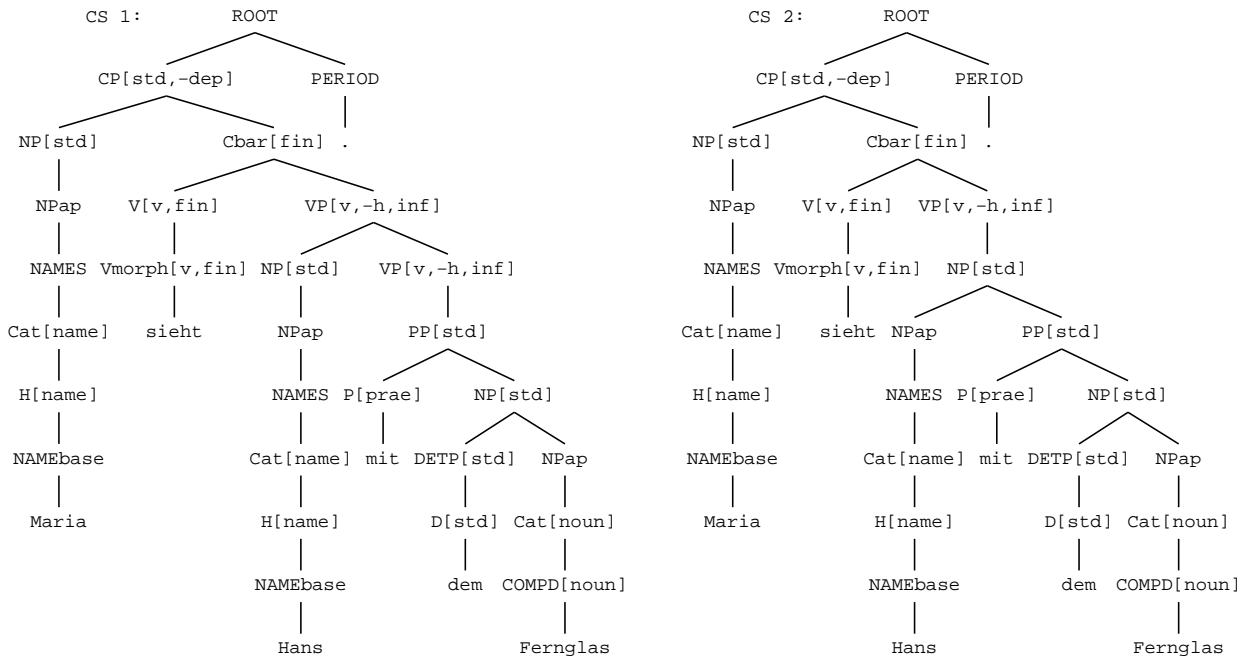 CS 1: ROOT CS 2: ROOT
CP[std,-dep] PERIOD CP[std,-dep] PERIOD
NP[std] Cbar[fin] . NP[std] Cbar[fin] .
NPap V[v,fin] VP[v,-h,inf] NPap V[v,fin] VP[v,-h,inf]
NAMES Vmorph[v,fin] NP[std] VP[v,-h,inf] NAMES Vmorph[v,fin] NP[std]
Cat[name] sieht NPap PP[std] Cat[name] sieht NPap PP[std]
H[name] NAMES P[prae] NP[std] H[name] NAMES P[prae] NP[std]
NAMEbase Cat[name] mit DETP[std] NPap NAMEbase Cat[name] mit DETP[std] NPap
Maria H[name] D[std] Cat[noun] Maria H[name] D[std] Cat[noun]
NAMEbase dem COMPD[noun] NAMEbase dem COMPD[noun]
Hans Fernglas Hans Fernglas